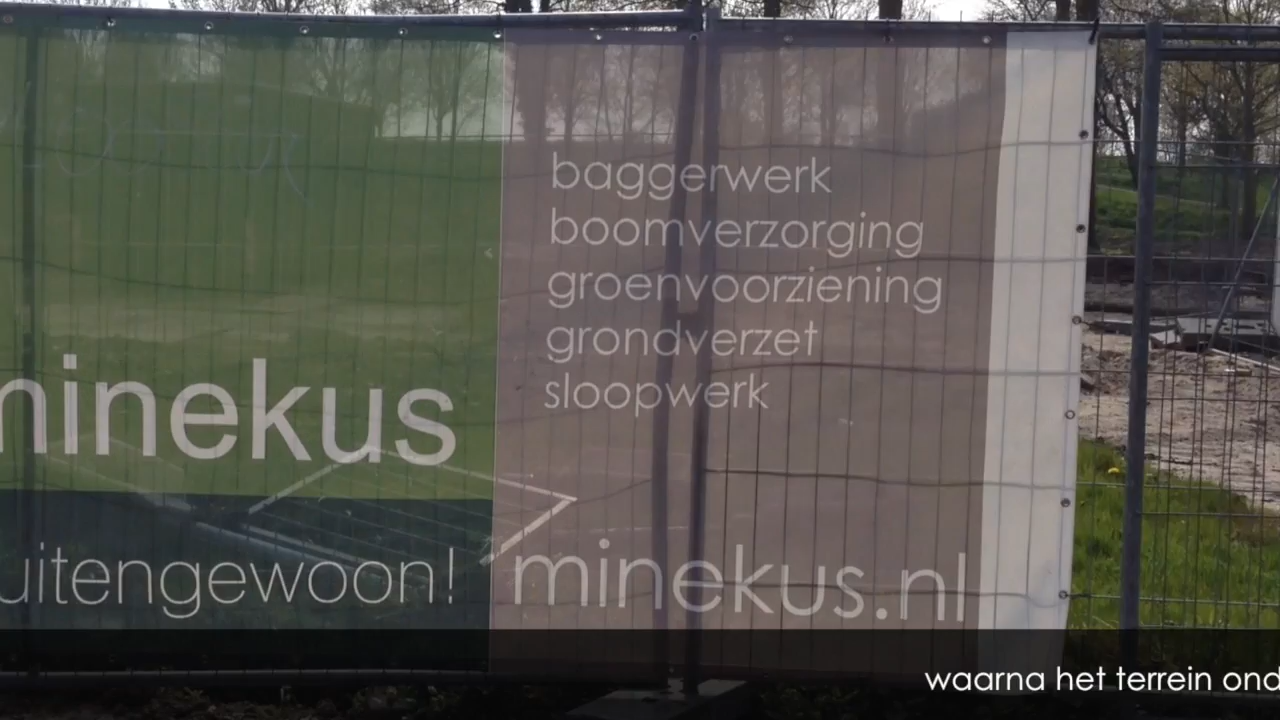 baggerwerk
boomverzorging
groenvoorziening
grondverzet
sloopwerk
minekus
uitengewoon!
minekus.nl
waarna het terrein ond